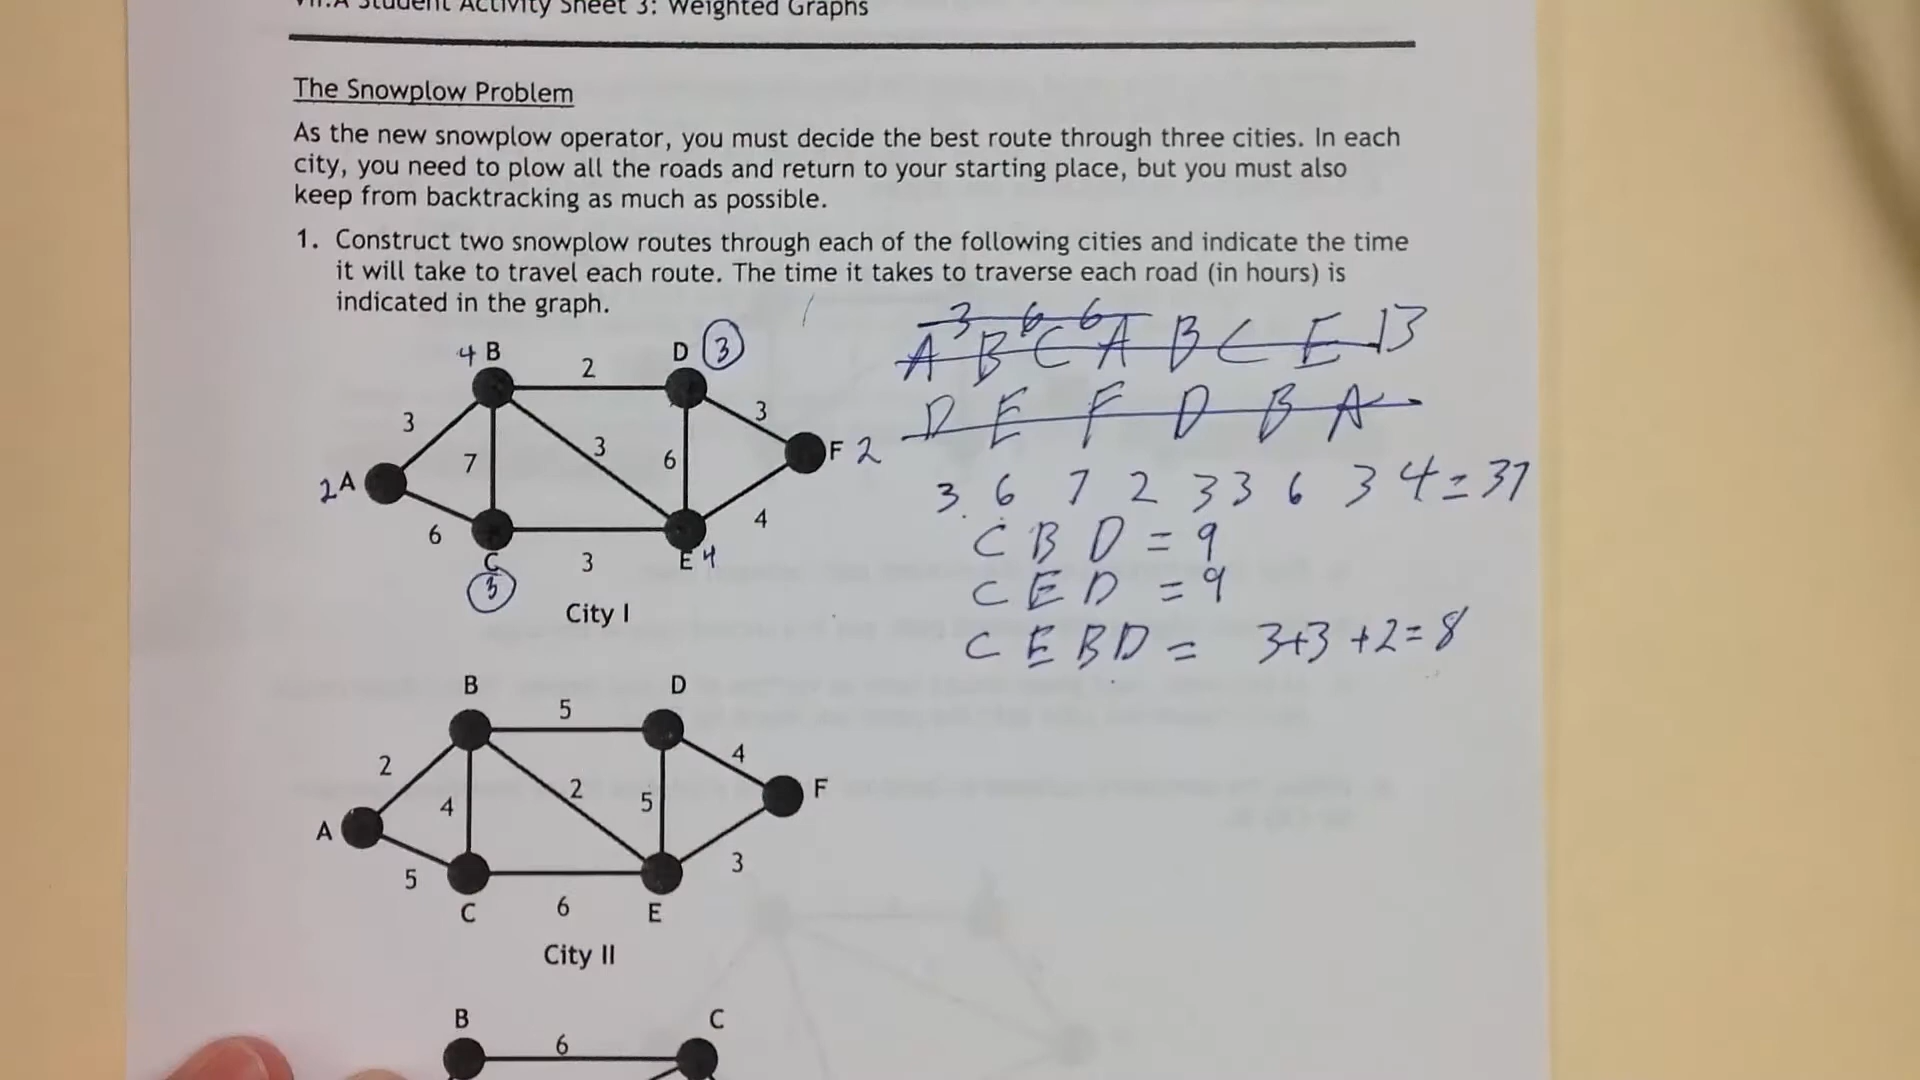 VII.A Student Activity Sheet 3: Weighted Graphs
The Snowplow Problem
As the new snowplow operator, you must decide the best route through three cities. In each
city, you need to plow all the roads and return to your starting place, but you must also
keep from backtracking as much as possible.
1. Construct two snowplow routes through each of the following cities and indicate the time
it will take to travel each route. The time it takes to traverse each road (in hours) is
indicated in the graph.
3 6 6
A B C A B C E 13
D E F D B A
3 6 7 2 3 3 6 3 4 = 37
C B D = 9
C E D = 9
C E B D = 3+3+2=8
4 B 2 D 3
3 3
7 3 6 F 2
2 A
6 4
C 3 E 4
3
City I
B 5 D
2 4
4 2 5 F
A
5 3
C 6 E
City II
B C
6